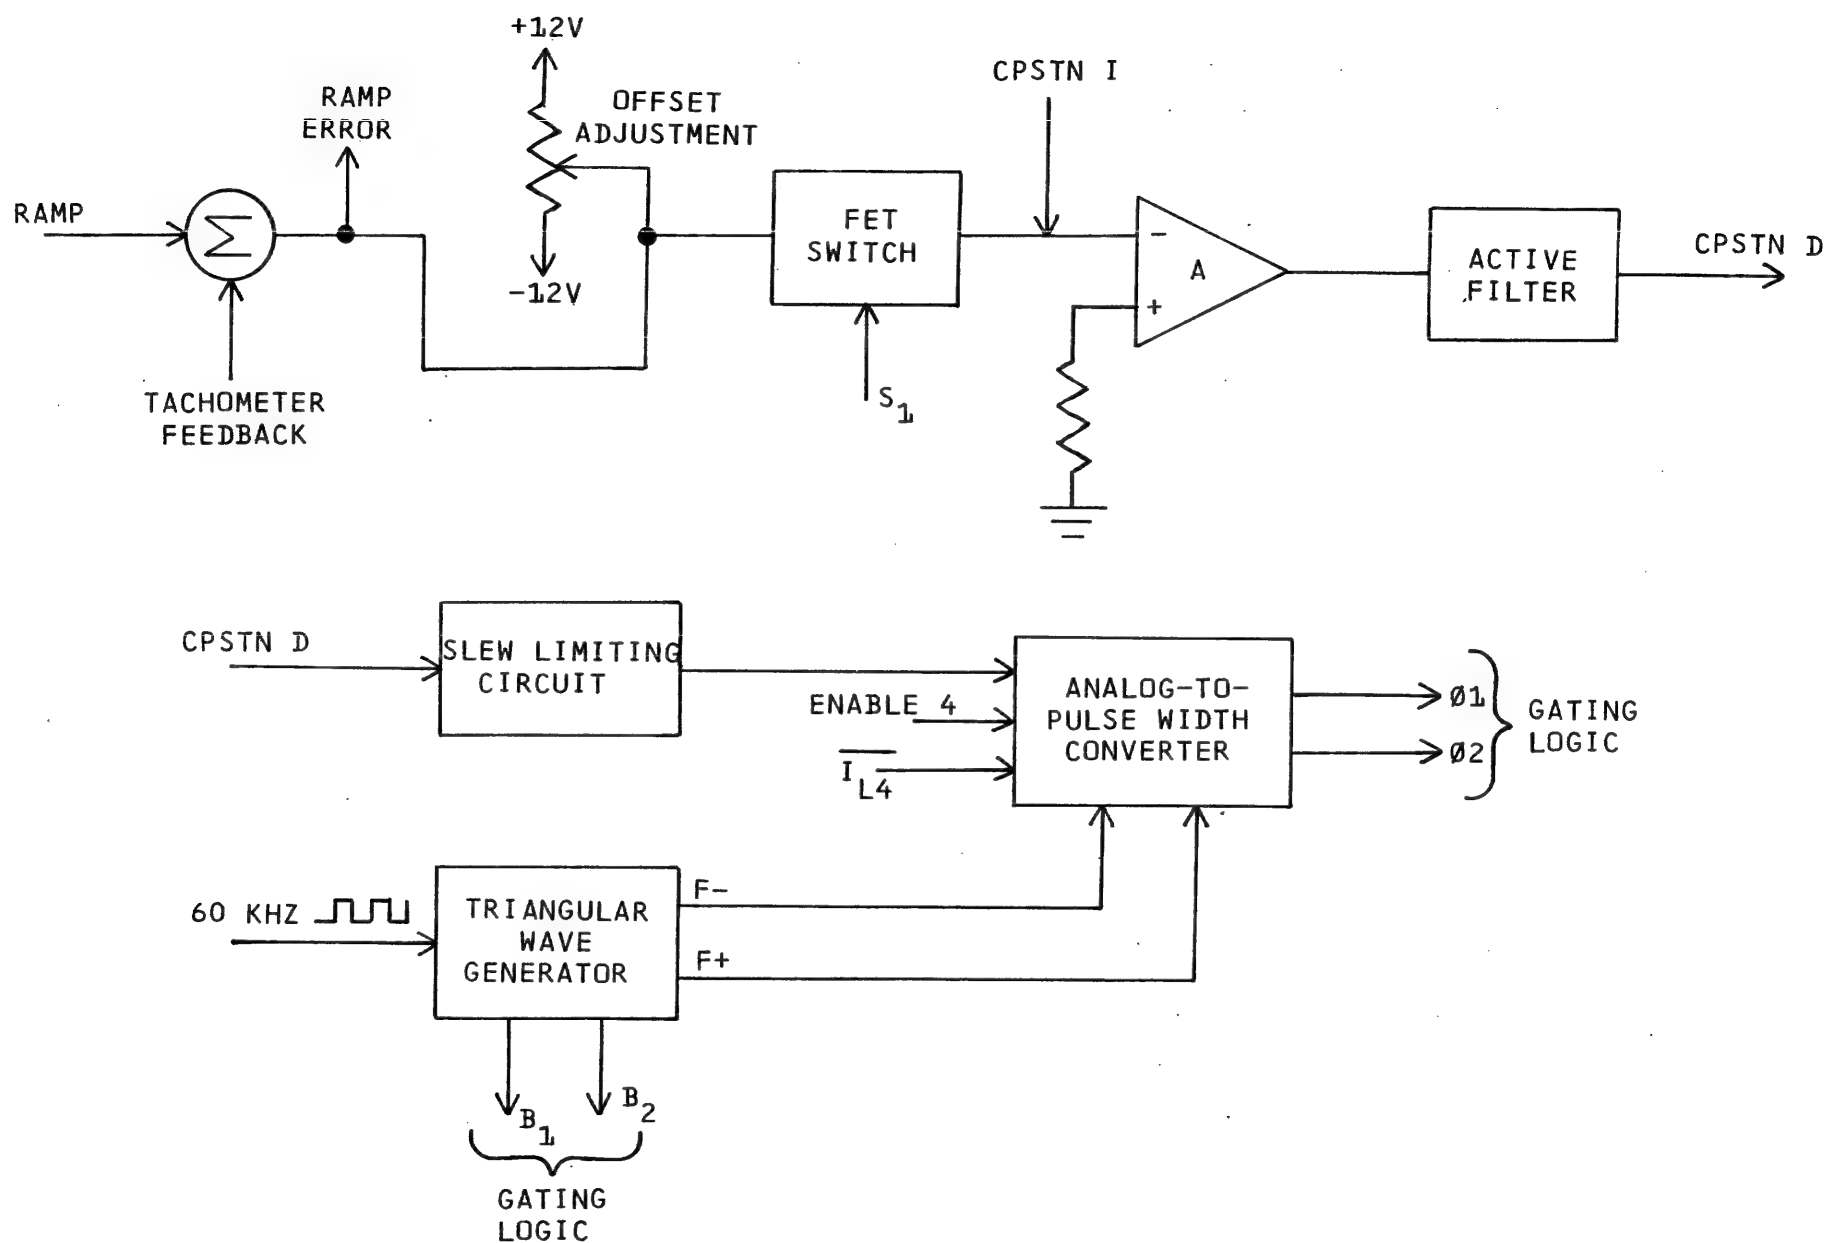 +12V
CPSTN I
RAMP
ERROR
OFFSET
ADJUSTMENT
RAMP
Σ
FET
SWITCH
-
A
+
ACTIVE
FILTER
CPSTN D
-12V
TACHOMETER
FEEDBACK
S1
CPSTN D
SLEW LIMITING
CIRCUIT
ENABLE 4
I̅L4
ANALOG-TO-
PULSE WIDTH
CONVERTER
Ø1
Ø2
GATING
LOGIC
60 KHZ
TRIANGULAR
WAVE
GENERATOR
F-
F+
B1
B2
GATING
LOGIC